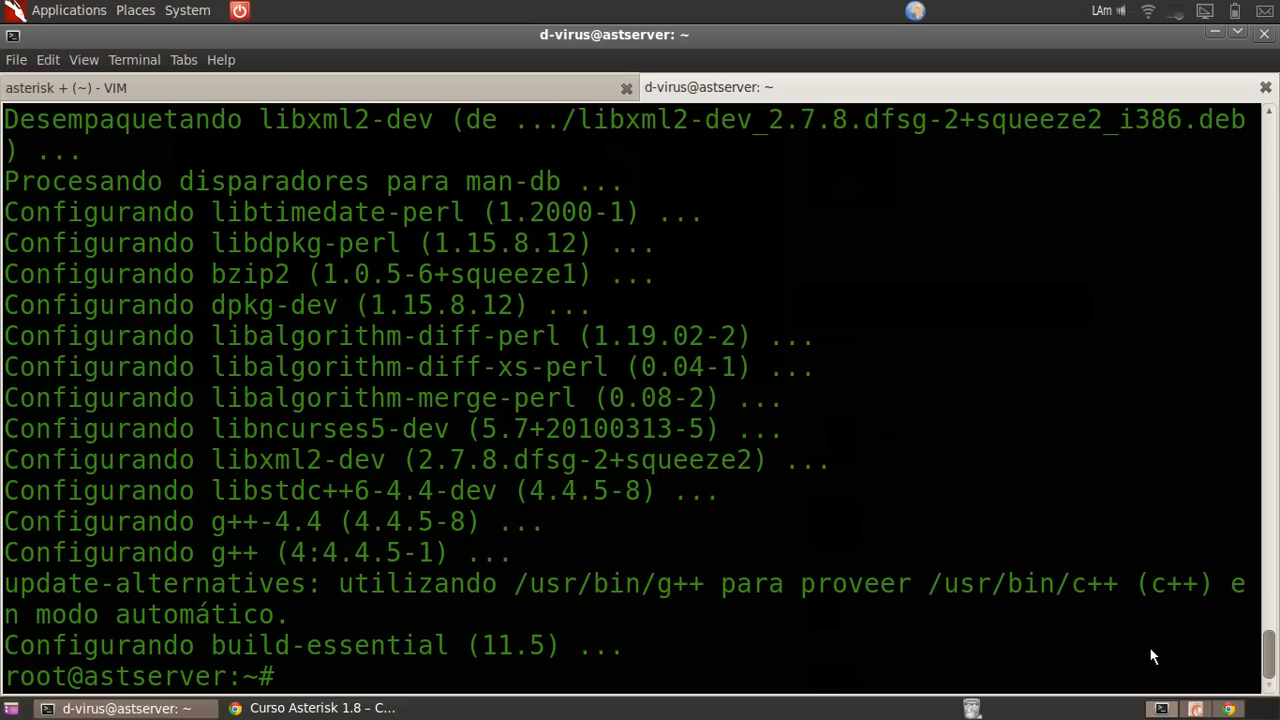 Applications Places System LAm
d-virus@astserver: ~
File Edit View Terminal Tabs Help
asterisk + (~) - VIM d-virus@astserver: ~
Desempaquetando libxml2-dev (de .../libxml2-dev_2.7.8.dfsg-2+squeeze2_i386.deb
) ...
Procesando disparadores para man-db ...
Configurando libtimedate-perl (1.2000-1) ...
Configurando libdpkg-perl (1.15.8.12) ...
Configurando bzip2 (1.0.5-6+squeeze1) ...
Configurando dpkg-dev (1.15.8.12) ...
Configurando libalgorithm-diff-perl (1.19.02-2) ...
Configurando libalgorithm-diff-xs-perl (0.04-1) ...
Configurando libalgorithm-merge-perl (0.08-2) ...
Configurando libncurses5-dev (5.7+20100313-5) ...
Configurando libxml2-dev (2.7.8.dfsg-2+squeeze2) ...
Configurando libstdc++6-4.4-dev (4.4.5-8) ...
Configurando g++-4.4 (4.4.5-8) ...
Configurando g++ (4:4.4.5-1) ...
update-alternatives: utilizando /usr/bin/g++ para proveer /usr/bin/c++ (c++) e
n modo automático.
Configurando build-essential (11.5) ...
root@astserver:~#
d-virus@astserver: ~ Curso Asterisk 1.8 – C...